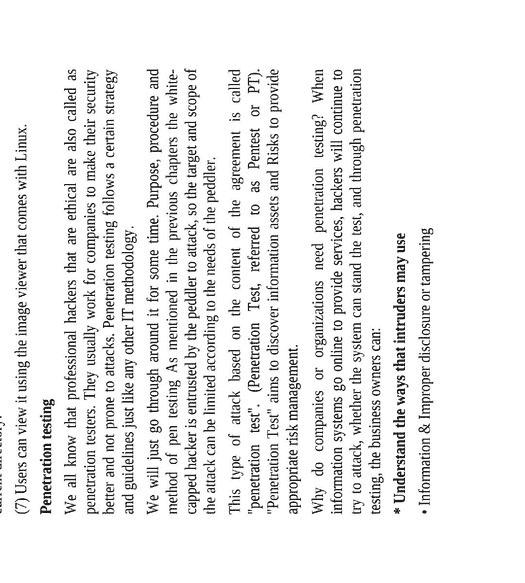 (7) Users can view it using the image viewer that comes with Linux.
Penetration testing
We all know that professional hackers that are ethical are also called as
penetration testers. They usually work for companies to make their security
better and not prone to attacks. Penetration testing follows a certain strategy
and guidelines just like any other IT methodology.
We will just go through around it for some time. Purpose, procedure and
method of pen testing As mentioned in the previous chapters the white-
capped hacker is entrusted by the peddler to attack, so the target and scope of
the attack can be limited according to the needs of the peddler.
This type of attack based on the content of the agreement is called
"penetration test". (Penetration Test, referred to as Pentest or PT).
"Penetration Test" aims to discover information assets and Risks to provide
appropriate risk management.
Why do companies or organizations need penetration testing? When
information systems go online to provide services, hackers will continue to
try to attack, whether the system can stand the test, and through penetration
testing, the business owners can:
* Understand the ways that intruders may use
• Information & Improper disclosure or tampering